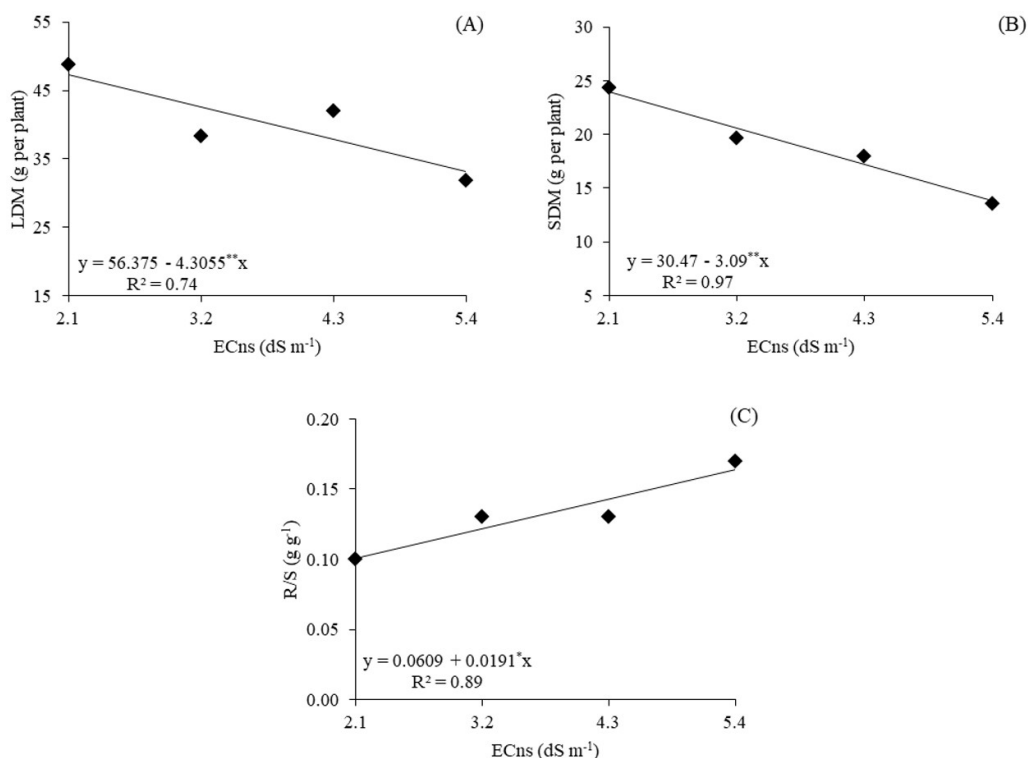 (A)
LDM (g per plant)
55
45
35
25
15
y = 56.375 - 4.3055**x
R² = 0.74
2.1 3.2 4.3 5.4
ECns (dS m⁻¹)
(B)
SDM (g per plant)
30
25
20
15
10
5
y = 30.47 - 3.09**x
R² = 0.97
2.1 3.2 4.3 5.4
ECns (dS m⁻¹)
(C)
R/S (g g⁻¹)
0.20
0.15
0.10
0.05
0.00
y = 0.0609 + 0.0191*x
R² = 0.89
2.1 3.2 4.3 5.4
ECns (dS m⁻¹)